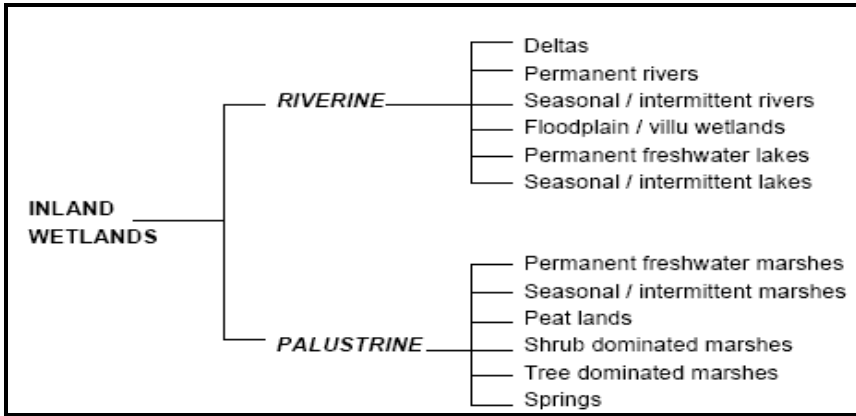 INLAND
WETLANDS
RIVERINE
Deltas
Permanent rivers
Seasonal / intermittent rivers
Floodplain / villu wetlands
Permanent freshwater lakes
Seasonal / intermittent lakes
PALUSTRINE
Permanent freshwater marshes
Seasonal / intermittent marshes
Peat lands
Shrub dominated marshes
Tree dominated marshes
Springs